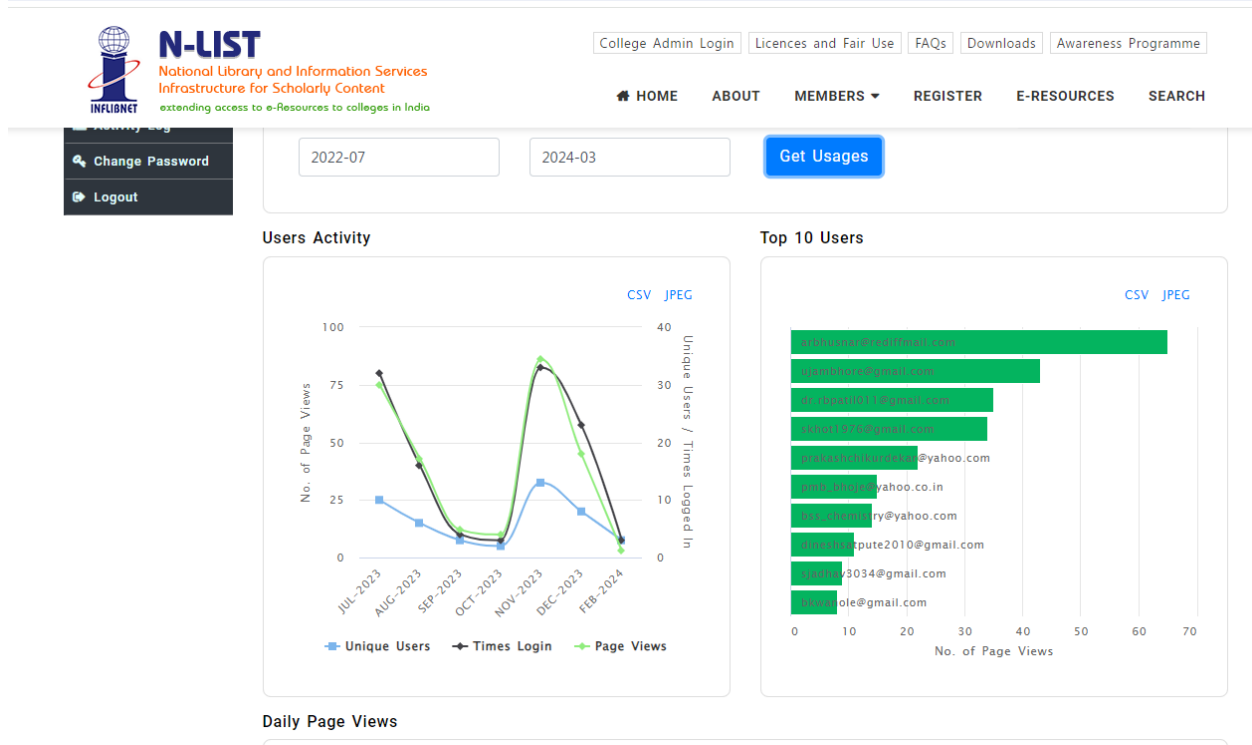 N-LIST
National Library and Information Services
Infrastructure for Scholarly Content
extending access to e-Resources to colleges in India
INFLIBNET
College Admin Login Licences and Fair Use FAQs Downloads Awareness Programme
HOME ABOUT MEMBERS REGISTER E-RESOURCES SEARCH
Activity Log
Change Password
Logout
2022-07 2024-03 Get Usages
Users Activity
CSV JPEG
100
75
50
25
0
No. of Page Views
40
30
20
10
0
Unique Users / Times Logged In
JUL-2023 AUG-2023 SEP-2023 OCT-2023 NOV-2023 DEC-2023 FEB-2024
Unique Users Times Login Page Views
Top 10 Users
CSV JPEG
arbhusnar@rediffmail.com
ujambhore@gmail.com
dr.rbpatil011@gmail.com
skhot1976@gmail.com
prakashchikurdekar@yahoo.com
pmb_bhoje@yahoo.co.in
bss_chemistry@yahoo.com
dineshsatpute2010@gmail.com
sjadhav3034@gmail.com
bkwanole@gmail.com
0 10 20 30 40 50 60 70
No. of Page Views
Daily Page Views